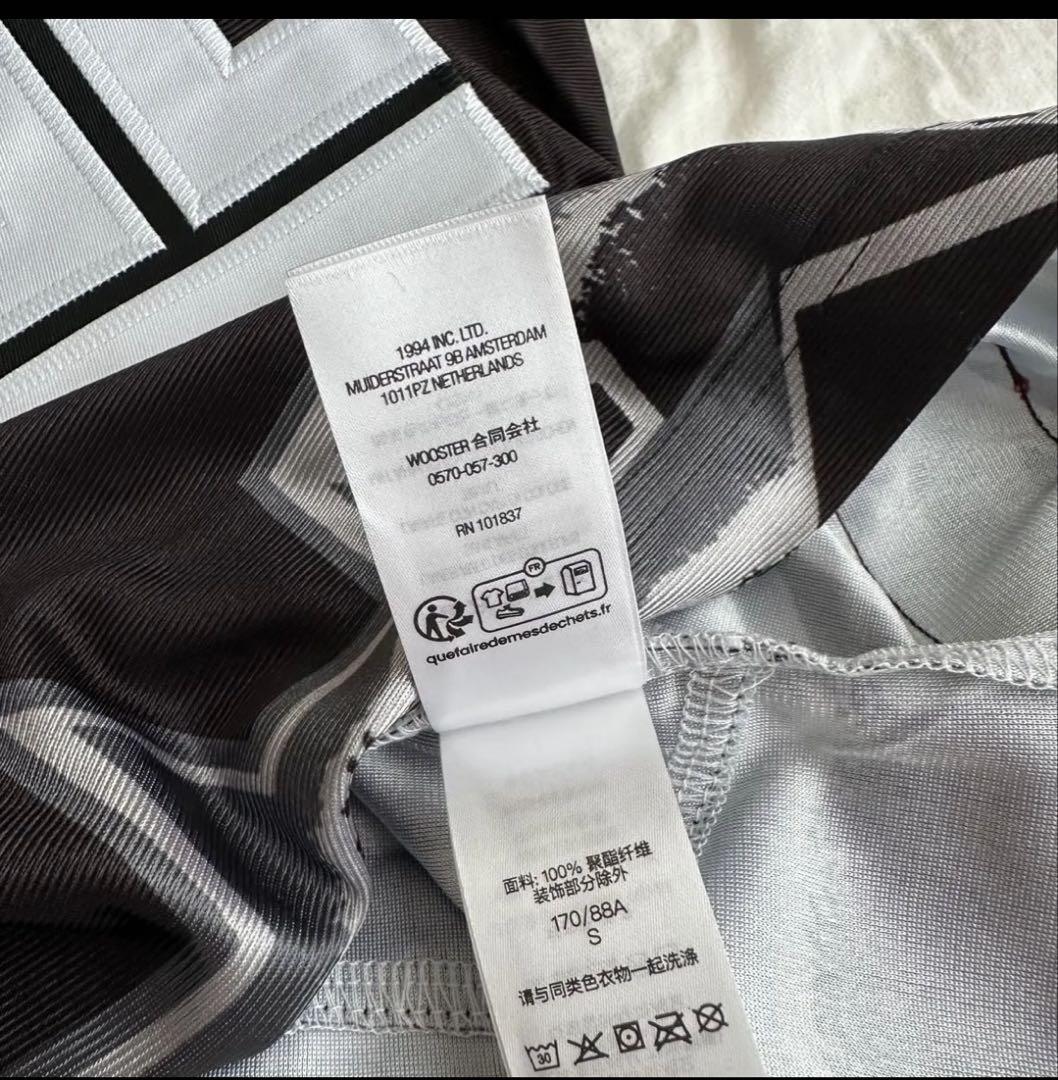 1994 INC. LTD.
MUIDERSTRAAT 9B AMSTERDAM
1011PZ NETHERLANDS
WOOSTER 合同会社
0570-057-300
RN 101837
FR
quefairedemesdechets.fr
面料: 100% 聚酯纤维
装饰部分除外
170/88A
S
请与同类色衣物一起洗涤
30